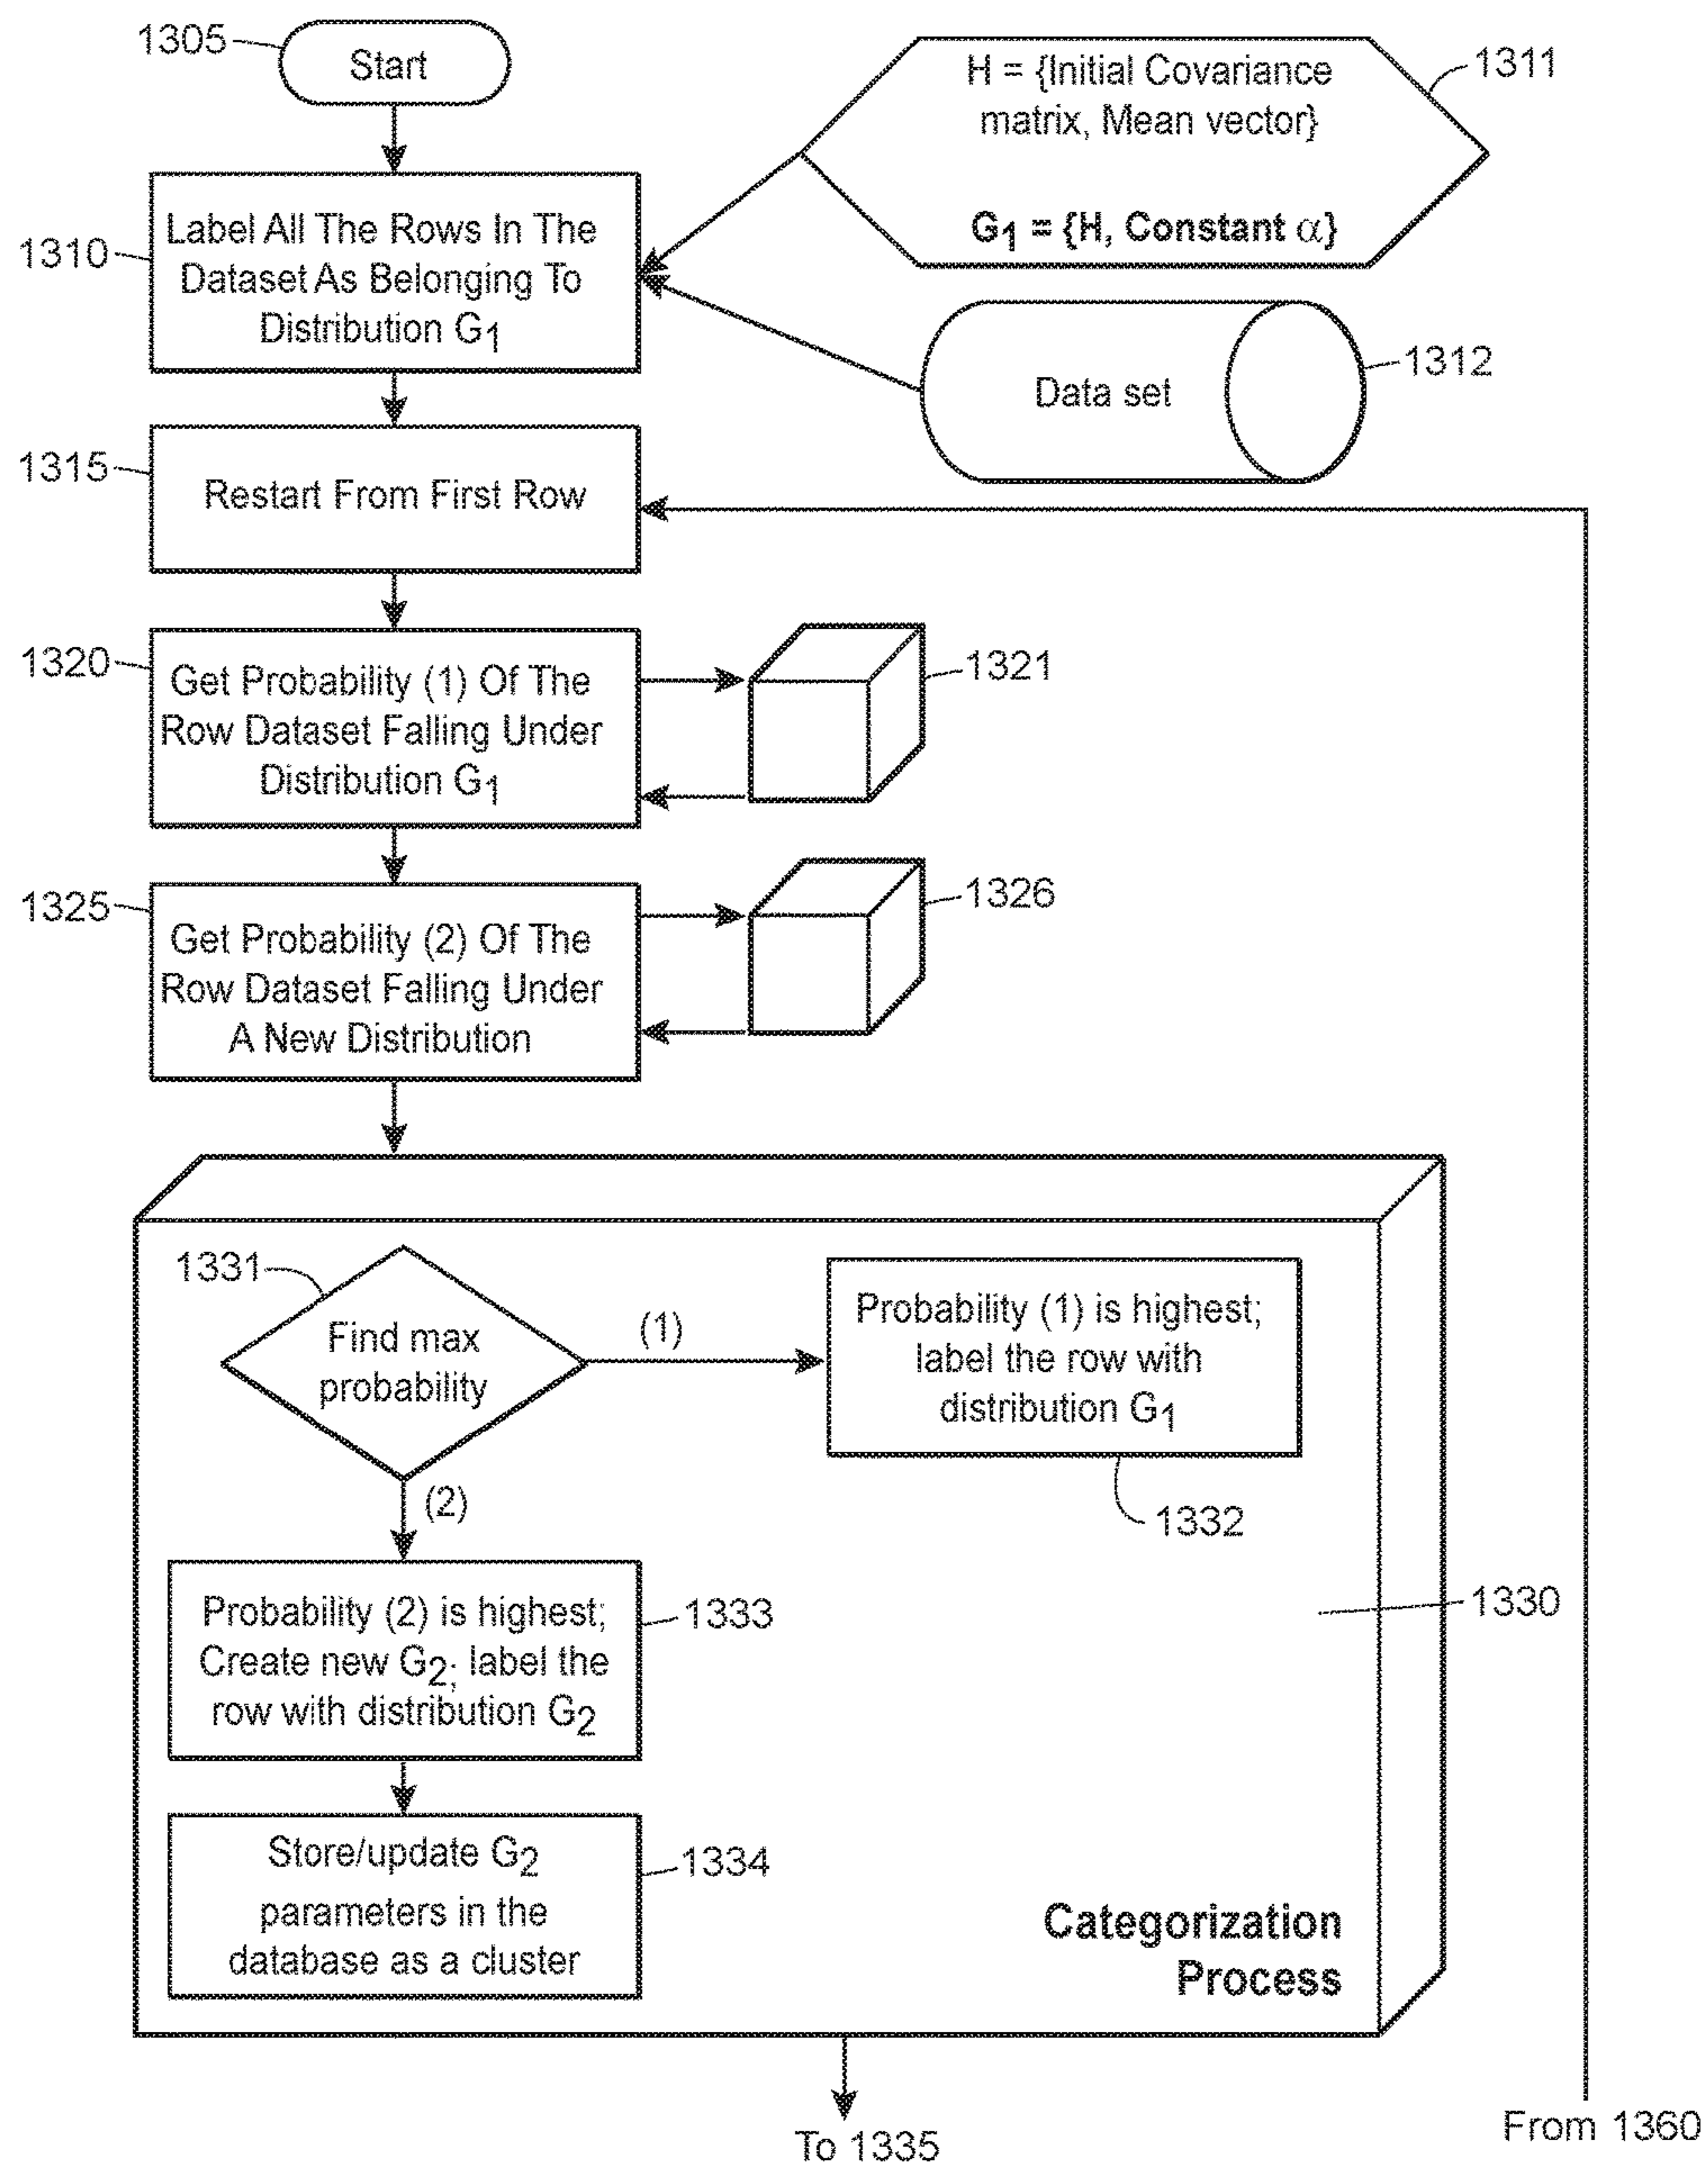 1305
Start
H = {Initial Covariance
matrix, Mean vector}
G1 = {H, Constant α}
1311
1310
Label All The Rows In The
Dataset As Belonging To
Distribution G1
Data set
1312
1315
Restart From First Row
1320
Get Probability (1) Of The
Row Dataset Falling Under
Distribution G1
1321
1325
Get Probability (2) Of The
Row Dataset Falling Under
A New Distribution
1326
1331
Find max
probability
(1)
Probability (1) is highest;
label the row with
distribution G1
1332
(2)
Probability (2) is highest;
Create new G2; label the
row with distribution G2
1333
1330
Store/update G2
parameters in the
database as a cluster
1334
Categorization
Process
To 1335
From 1360